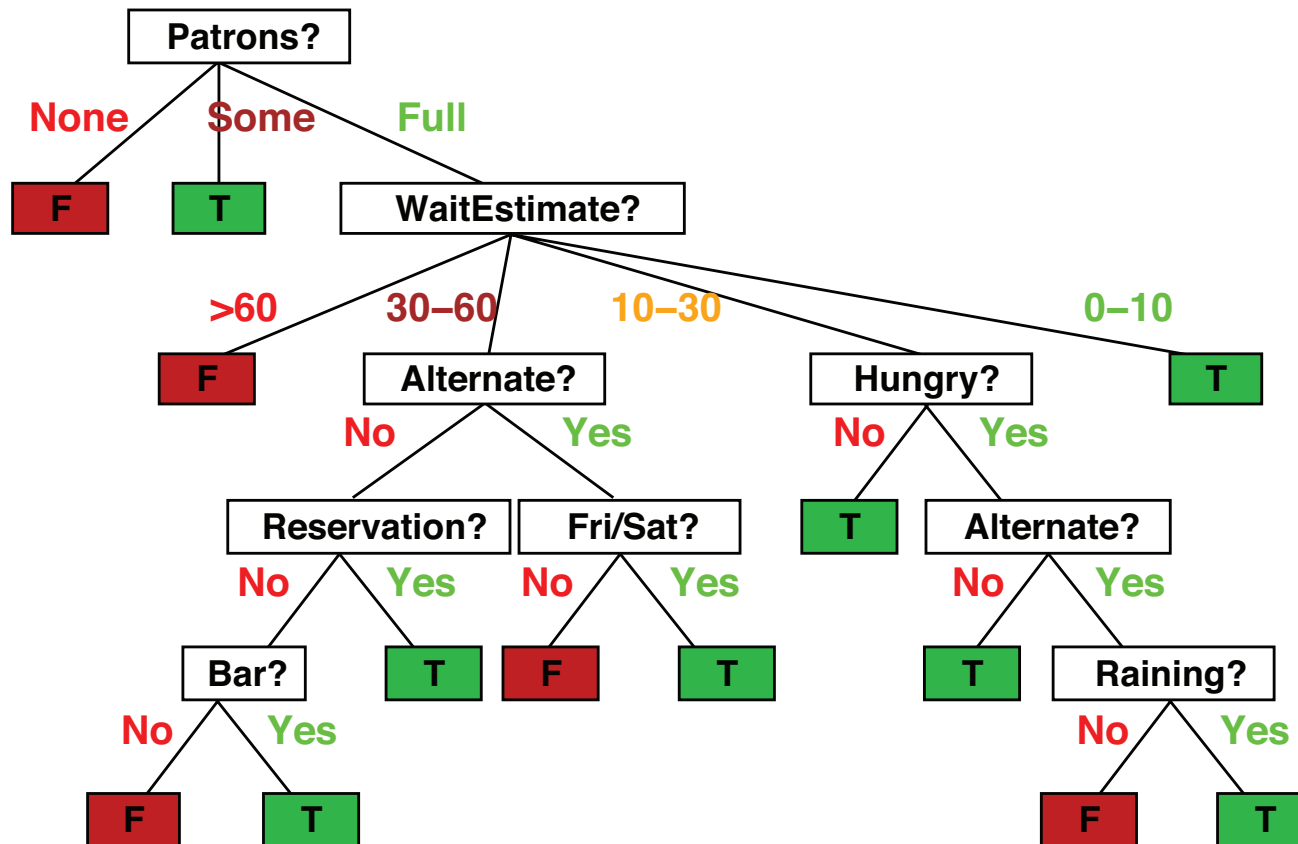 Patrons?
None Some Full
F T WaitEstimate?
>60 30–60 10–30 0–10
F Alternate? Hungry? T
No Yes No Yes
Reservation? Fri/Sat? T Alternate?
No Yes No Yes No Yes
Bar? T F T T Raining?
No Yes No Yes
F T F T